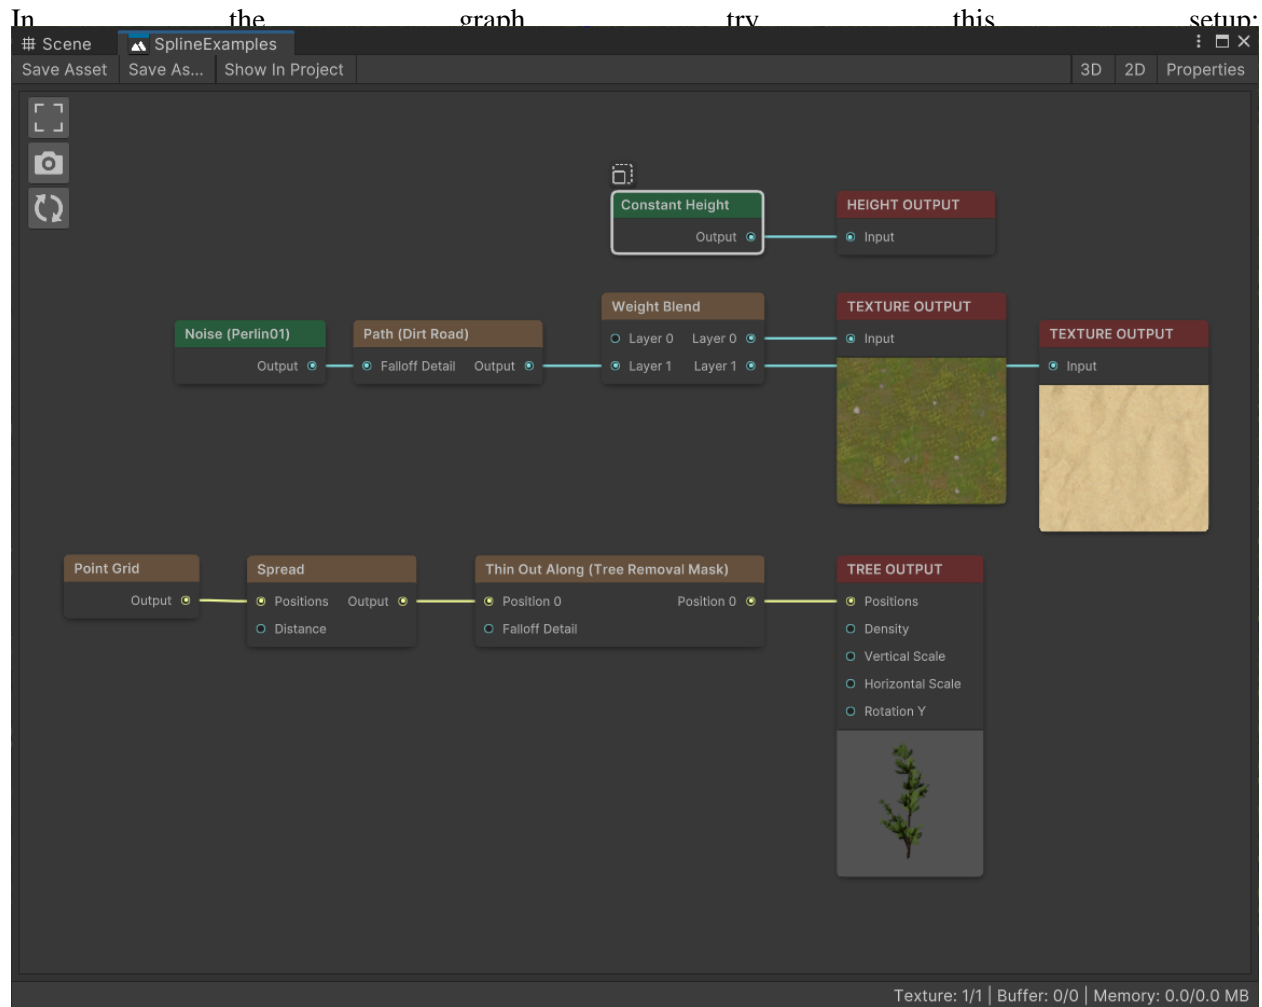 In the graph try this setup:
Scene SplineExamples
Save Asset Save As... Show In Project 3D 2D Properties
Constant Height
Output
HEIGHT OUTPUT
Input
Noise (Perlin01)
Output
Path (Dirt Road)
Falloff Detail Output
Weight Blend
Layer 0 Layer 0
Layer 1 Layer 1
TEXTURE OUTPUT
Input
TEXTURE OUTPUT
Input
Point Grid
Output
Spread
Positions Output
Distance
Thin Out Along (Tree Removal Mask)
Position 0 Position 0
Falloff Detail
TREE OUTPUT
Positions
Density
Vertical Scale
Horizontal Scale
Rotation Y
Texture: 1/1 | Buffer: 0/0 | Memory: 0.0/0.0 MB